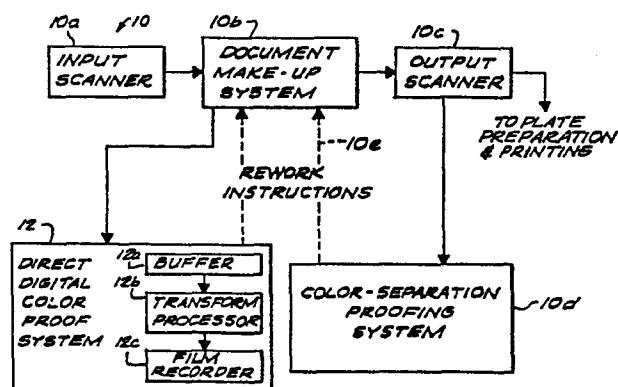 10a
10
10b
10c
INPUT
SCANNER
DOCUMENT
MAKE-UP
SYSTEM
OUTPUT
SCANNER
TO PLATE
PREPARATION
& PRINTING
10e
REWORK
INSTRUCTIONS
12
DIRECT
DIGITAL
COLOR
PROOF
SYSTEM
12a
BUFFER
12b
TRANSFORM
PROCESSOR
12c
FILM
RECORDER
COLOR-SEPARATION
PROOFING
SYSTEM
10d